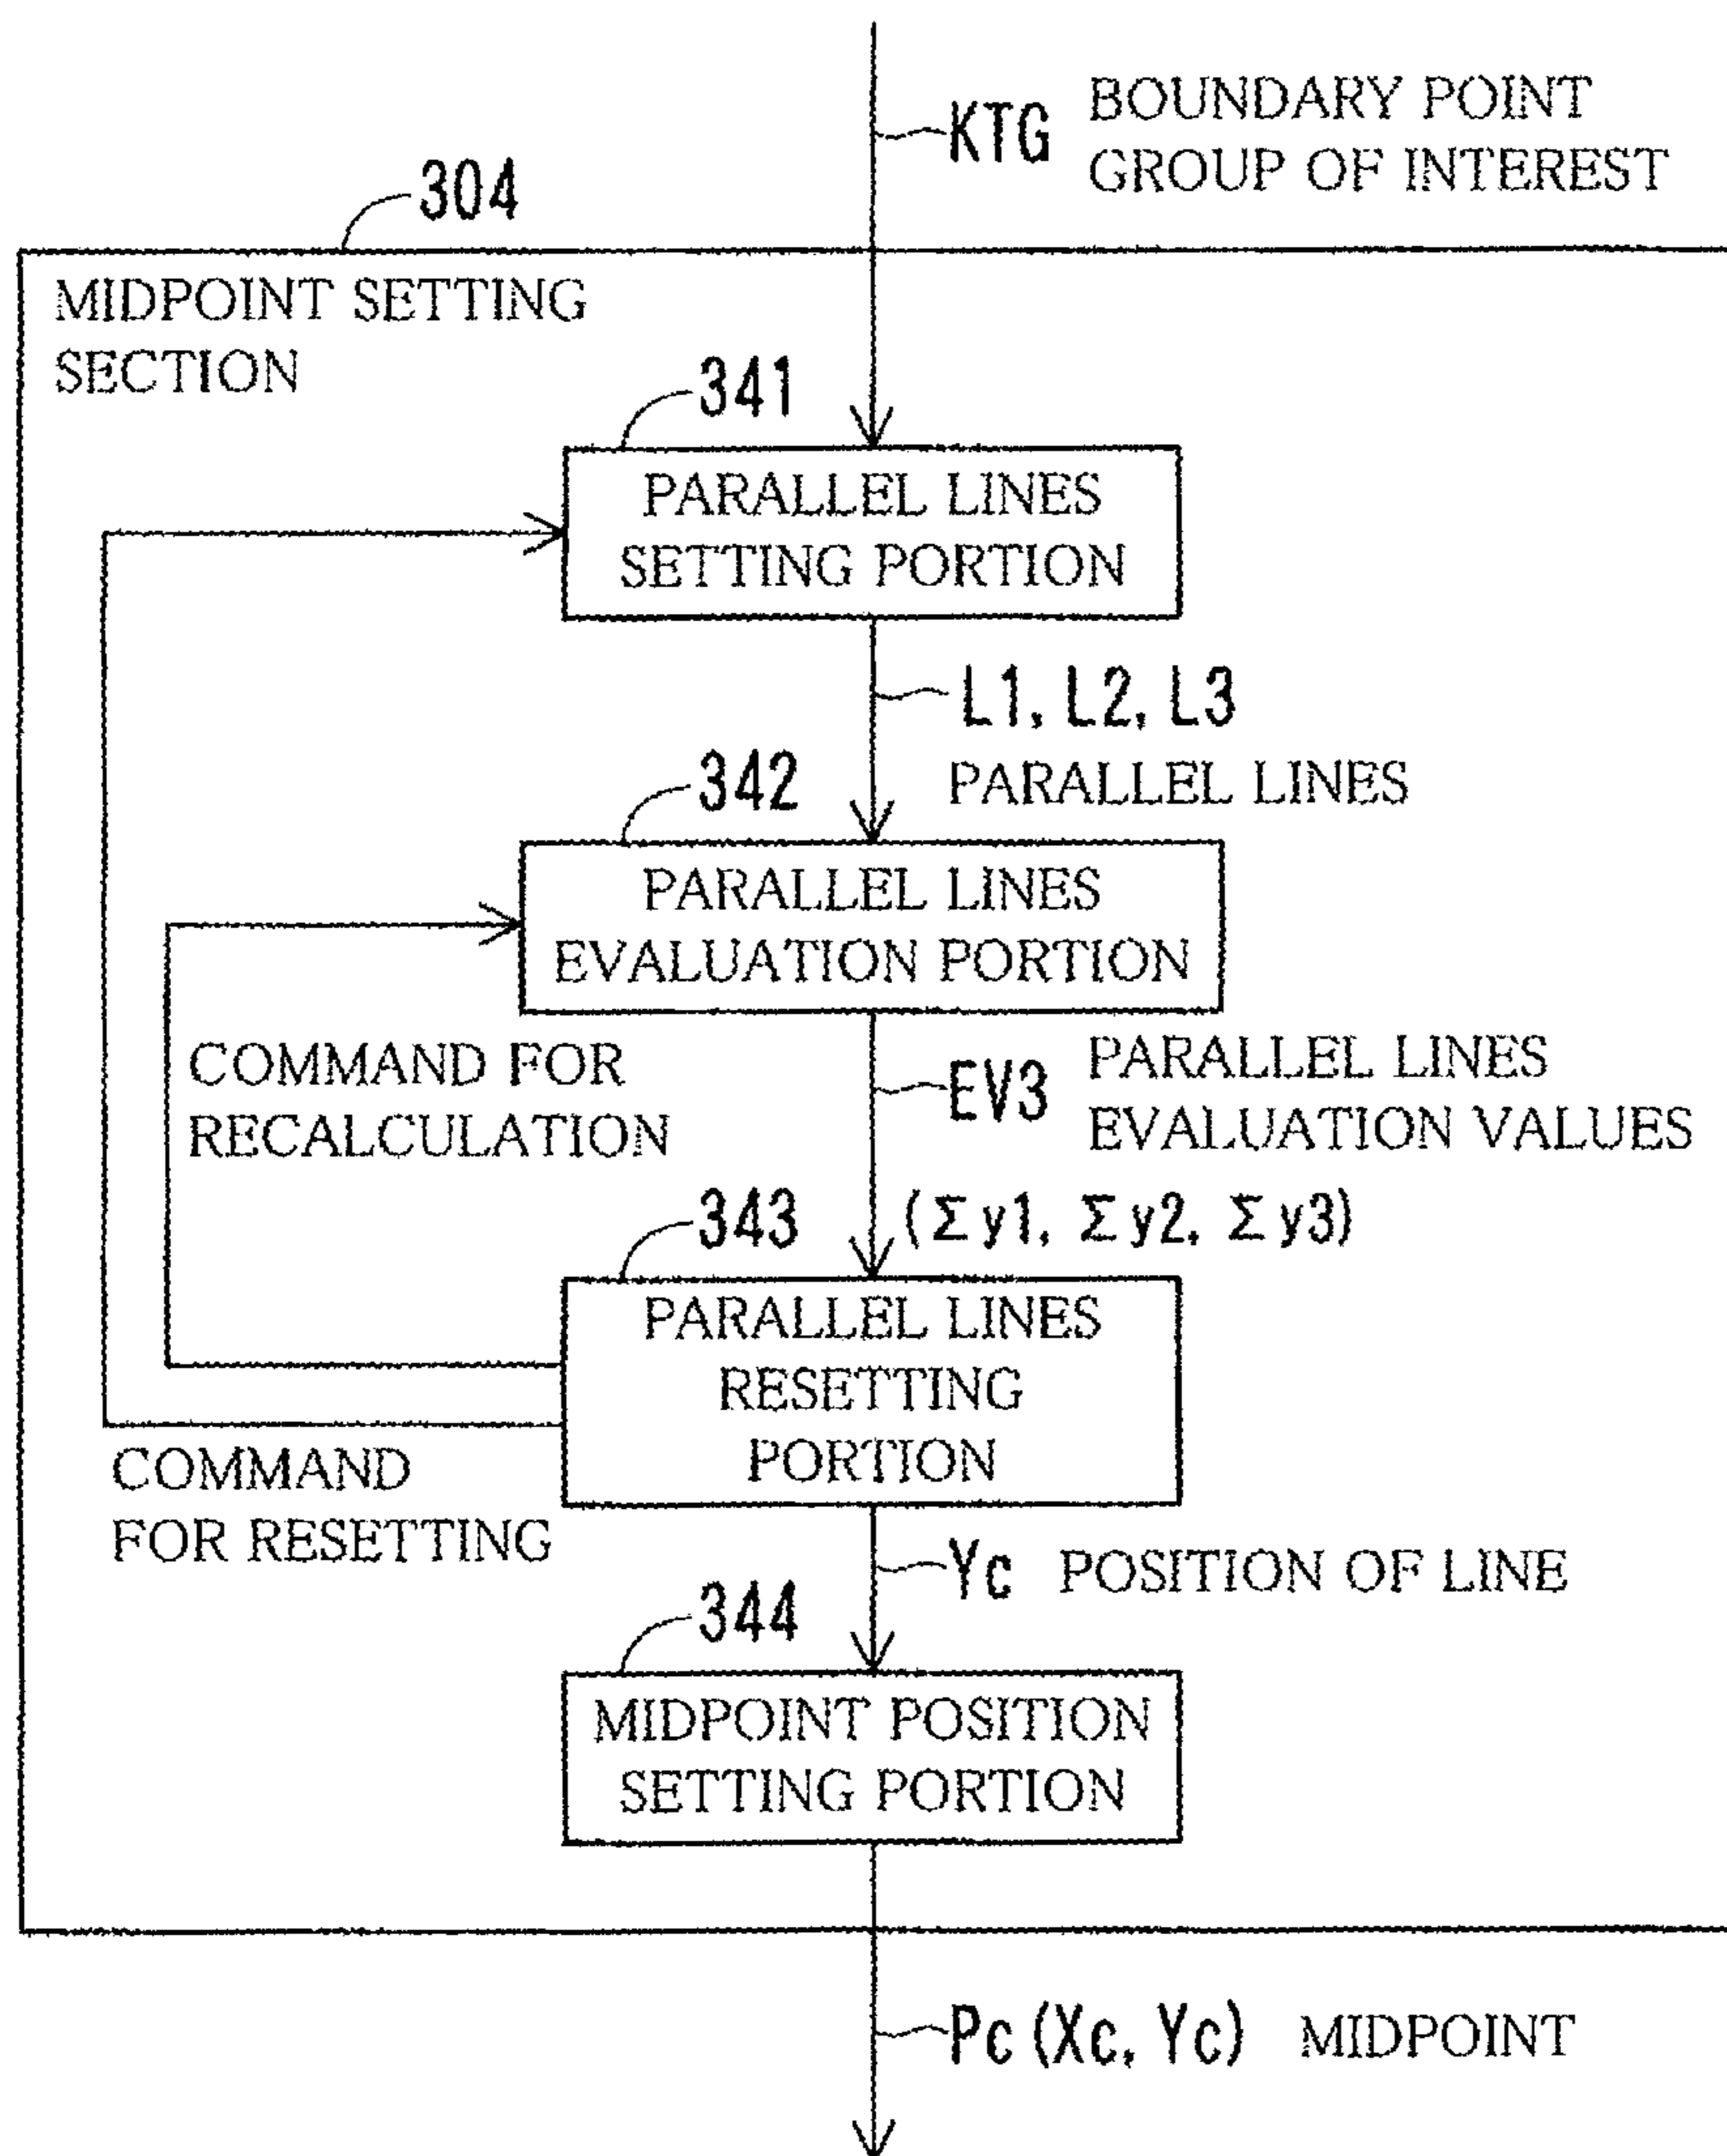 KTG BOUNDARY POINT
GROUP OF INTEREST
304
MIDPOINT SETTING
SECTION
341
PARALLEL LINES
SETTING PORTION
L1, L2, L3
PARALLEL LINES
342
PARALLEL LINES
EVALUATION PORTION
COMMAND FOR
RECALCULATION
EV3 PARALLEL LINES
EVALUATION VALUES
(Σy1, Σy2, Σy3)
343
PARALLEL LINES
RESETTING
PORTION
COMMAND
FOR RESETTING
Yc POSITION OF LINE
344
MIDPOINT POSITION
SETTING PORTION
Pc (Xc, Yc) MIDPOINT